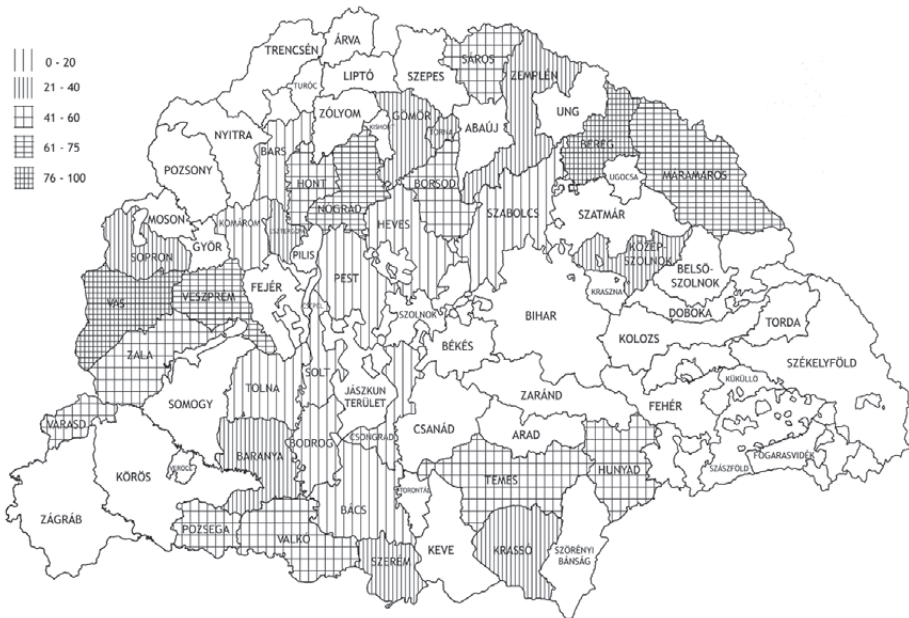 0 - 20
21 - 40
41 - 60
61 - 75
76 - 100
TRENCSÉN
ÁRVA
TURÓC
LIPTÓ
SZEPES
SÁROS
ZEMPLÉN
UNG
NYITRA
BARS
ZÓLYOM
KISHONT
GÖMÖR
TORNA
ABAÚJ
BEREG
POZSONY
HONT
BORSOD
UGOCSA
MÁRAMAROS
NÓGRÁD
MOSON
GYŐR
KOMÁROM
ESZTERGOM
HEVES
SZABOLCS
SZATMÁR
SOPRON
PILIS
KÖZÉP-
SZOLNOK
VAS
VESZPRÉM
FEJÉR
PEST
CSEPEL
SZOLNOK
KRASZNA
BELSŐ-
SZOLNOK
DOBOKA
BIHAR
TORDA
ZALA
BÉKÉS
KOLOZS
SZÉKELYFÖLD
TOLNA
SOLT
JÁSZKUN
TERÜLET
ZARÁND
FEHÉR
KÜKÜLLŐ
SOMOGY
VARASD
BODROG
CSONGRÁD
CSANÁD
ARAD
BARANYA
FOGARASVIDÉK
SZÁSZFÖLD
KÖRÖS
VERŐCE
HUNYAD
TEMES
TORONTÁL
ZÁGRÁB
BÁCS
POZSEGA
VALKÓ
SZERÉM
KEVE
KRASSÓ
SZÖRÉNYI
BÁNSÁG